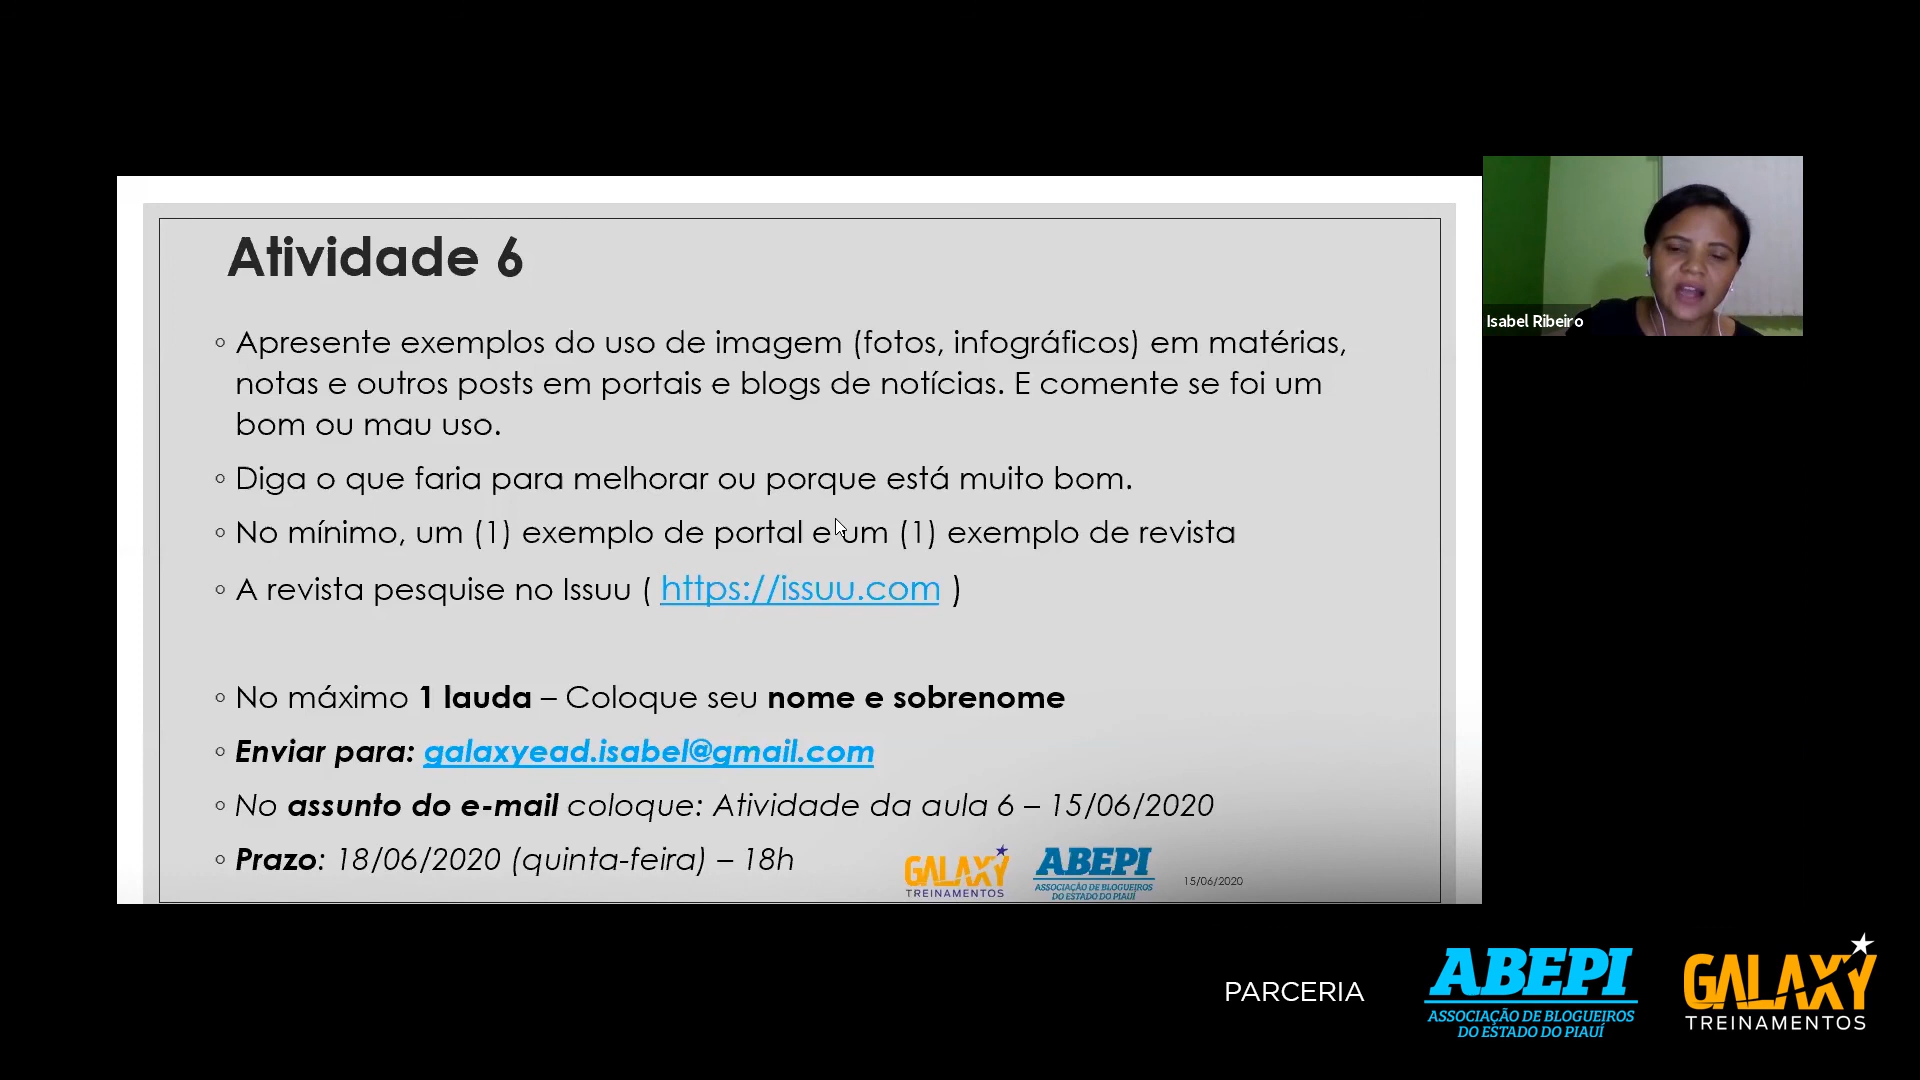 Atividade 6
◦ Apresente exemplos do uso de imagem (fotos, infográficos) em matérias,
notas e outros posts em portais e blogs de notícias. E comente se foi um
bom ou mau uso.
◦ Diga o que faria para melhorar ou porque está muito bom.
◦ No mínimo, um (1) exemplo de portal e um (1) exemplo de revista
◦ A revista pesquise no Issuu ( https://issuu.com )
◦ No máximo 1 lauda – Coloque seu nome e sobrenome
◦ Enviar para: galaxyead.isabel@gmail.com
◦ No assunto do e-mail coloque: Atividade da aula 6 – 15/06/2020
◦ Prazo: 18/06/2020 (quinta-feira) – 18h
GALAXY
TREINAMENTOS
ABEPI
ASSOCIAÇÃO DE BLOGUEIROS
DO ESTADO DO PIAUÍ
15/06/2020
Isabel Ribeiro
PARCERIA
ABEPI
ASSOCIAÇÃO DE BLOGUEIROS
DO ESTADO DO PIAUÍ
GALAXY
TREINAMENTOS